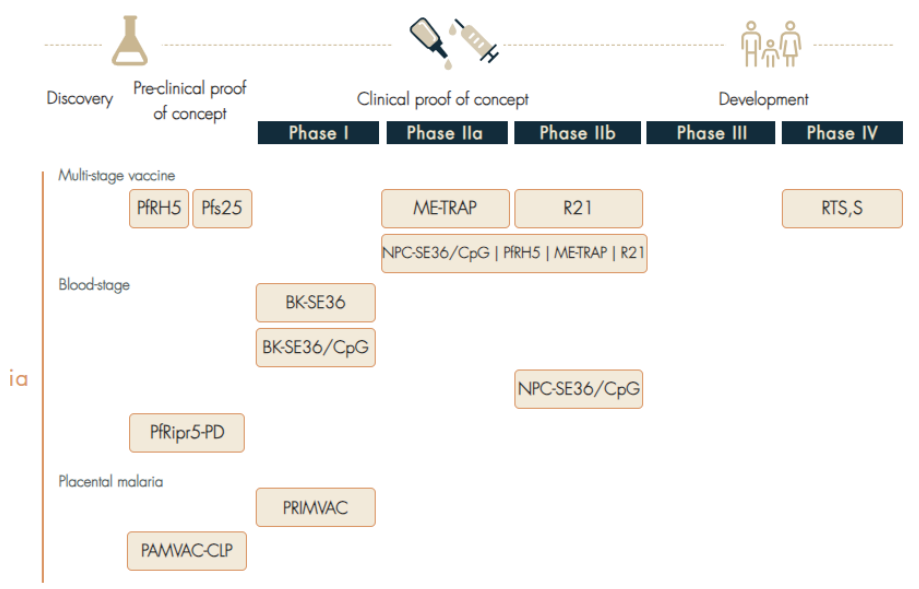 Discovery
Pre-clinical proof
of concept
Clinical proof of concept
Development
Phase I
Phase IIa
Phase IIb
Phase III
Phase IV
Multi-stage vaccine
PfRH5
Pfs25
ME-TRAP
R21
RTS,S
NPC-SE36/CpG | PfRH5 | ME-TRAP | R21
Blood-stage
BK-SE36
BK-SE36/CpG
ia
NPC-SE36/CpG
PfRipr5-PD
Placental malaria
PRIMVAC
PAMVAC-CLP